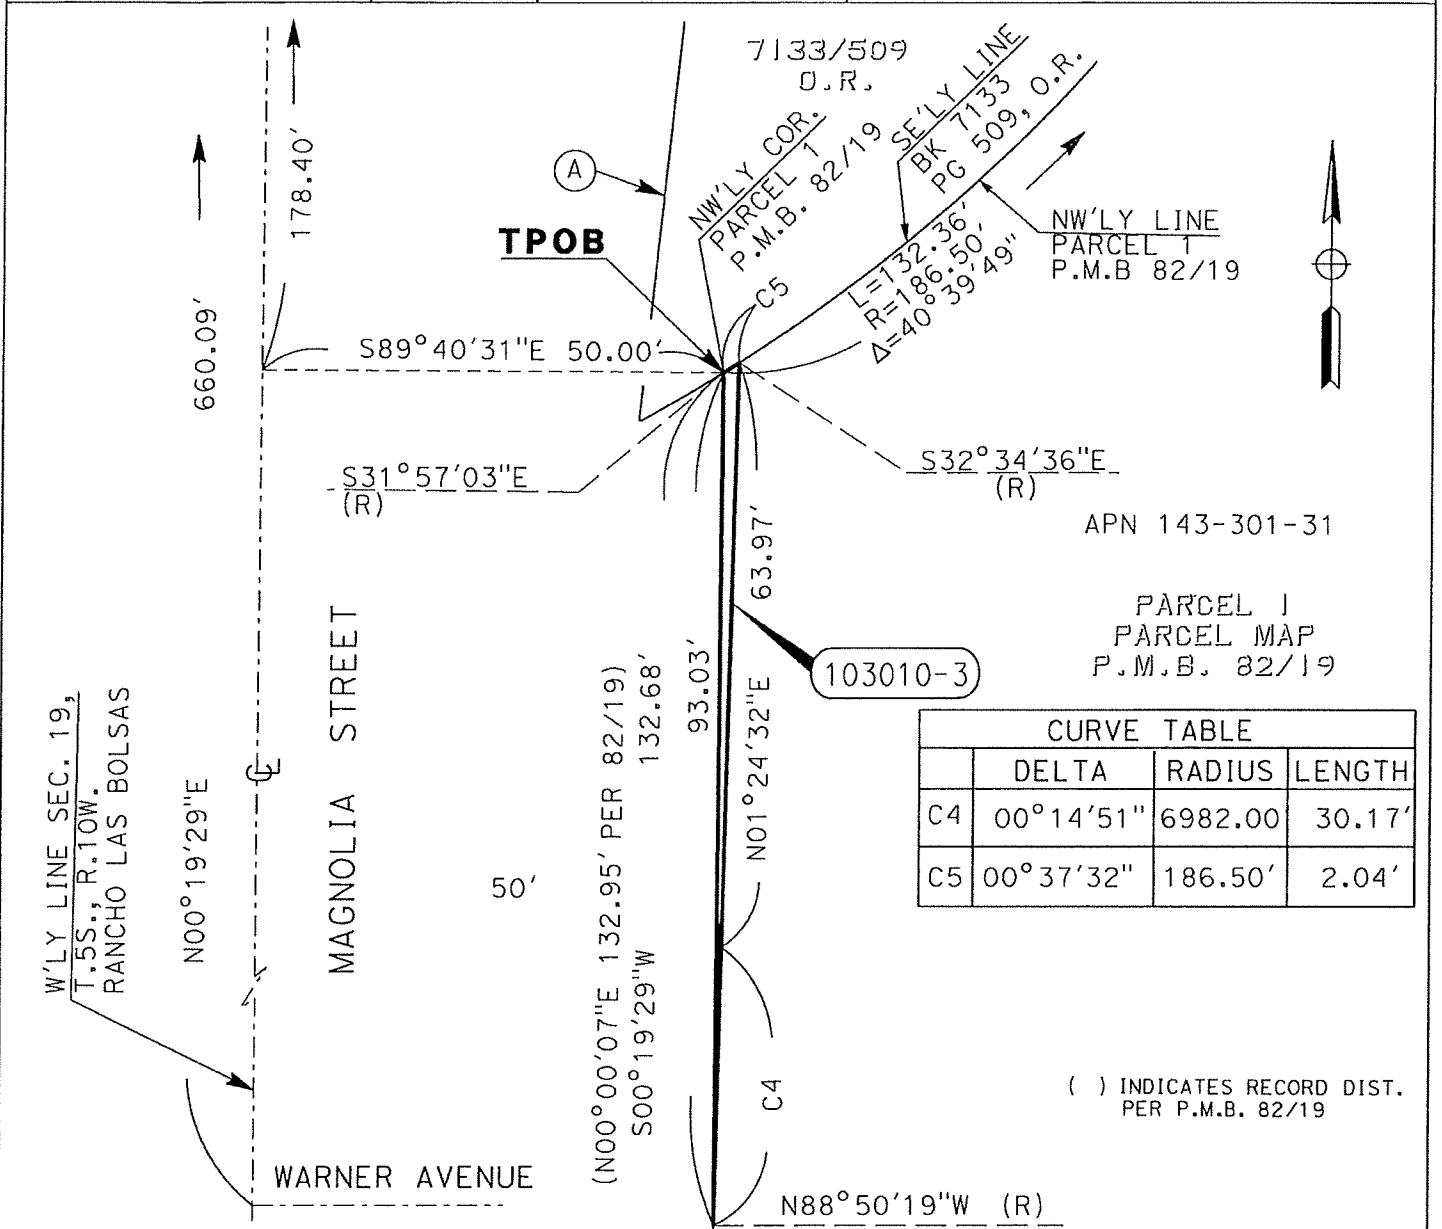 7133/509
O.R.
178.40'
660.09'
A
NW'LY COR.
PARCEL 1
P.M.B. 82/19
SE'LY LINE
BK 7133
PG 509, O.R.
NW'LY LINE
PARCEL 1
P.M.B 82/19
TPOB
C5
L=132.36'
R=186.50'
Δ=40°39'49"
S89°40'31"E 50.00'
S31°57'03"E
(R)
S32°34'36"E
(R)
APN 143-301-31
PARCEL 1
PARCEL MAP
P.M.B. 82/19
63.97'
103010-3
93.03'
N01°24'32"E
(N00°00'07"E 132.95' PER 82/19)
132.68'
S00°19'29"W
50'
MAGNOLIA STREET
N00°19'29"E
W'LY LINE SEC. 19,
T.5S., R.10W.
RANCHO LAS BOLSAS
CURVE TABLE
DELTA RADIUS LENGTH
C4 00°14'51" 6982.00 30.17'
C5 00°37'32" 186.50' 2.04'
C4
( ) INDICATES RECORD DIST.
PER P.M.B. 82/19
WARNER AVENUE
N88°50'19"W (R)